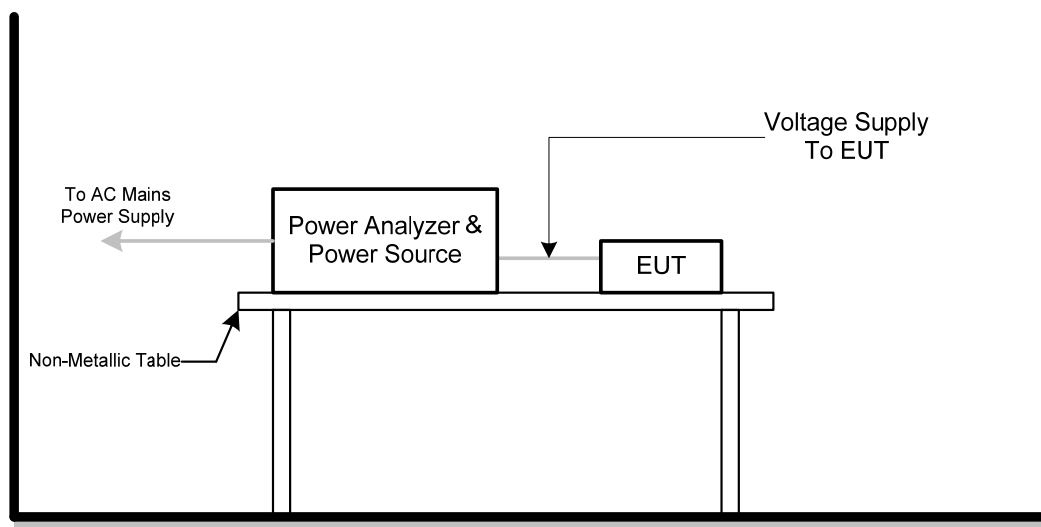 Voltage Supply
To EUT
To AC Mains
Power Supply
Power Analyzer &
Power Source
EUT
Non-Metallic Table